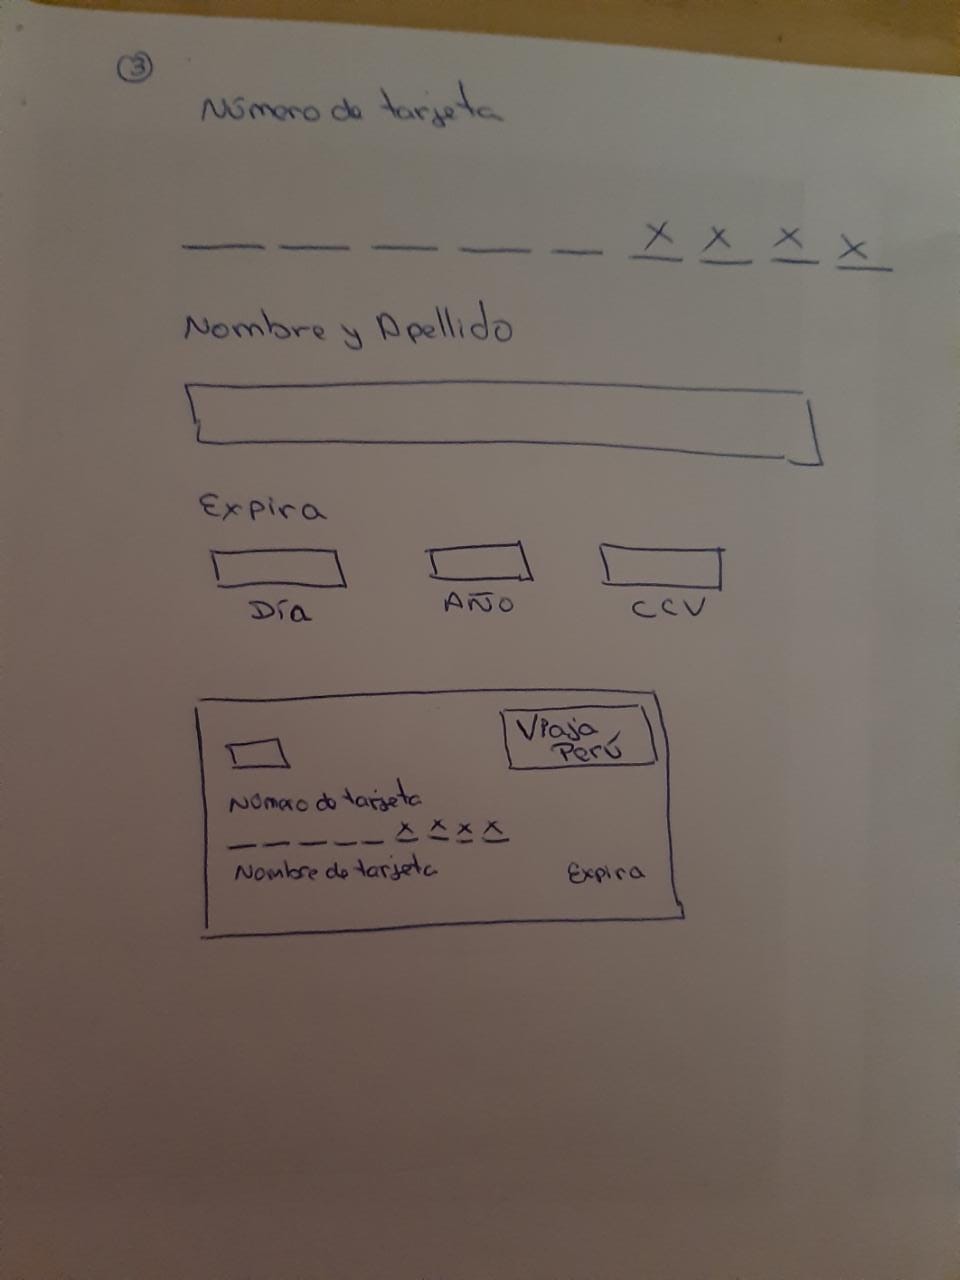 3
Número de tarjeta
_ _ _ _ _ X X X X
Nombre y Apellido
Expira
Día AÑO CCV
Viaja
Perú
Número de tarjeta
_ _ _ _ _ X X X X
Nombre de tarjeta Expira